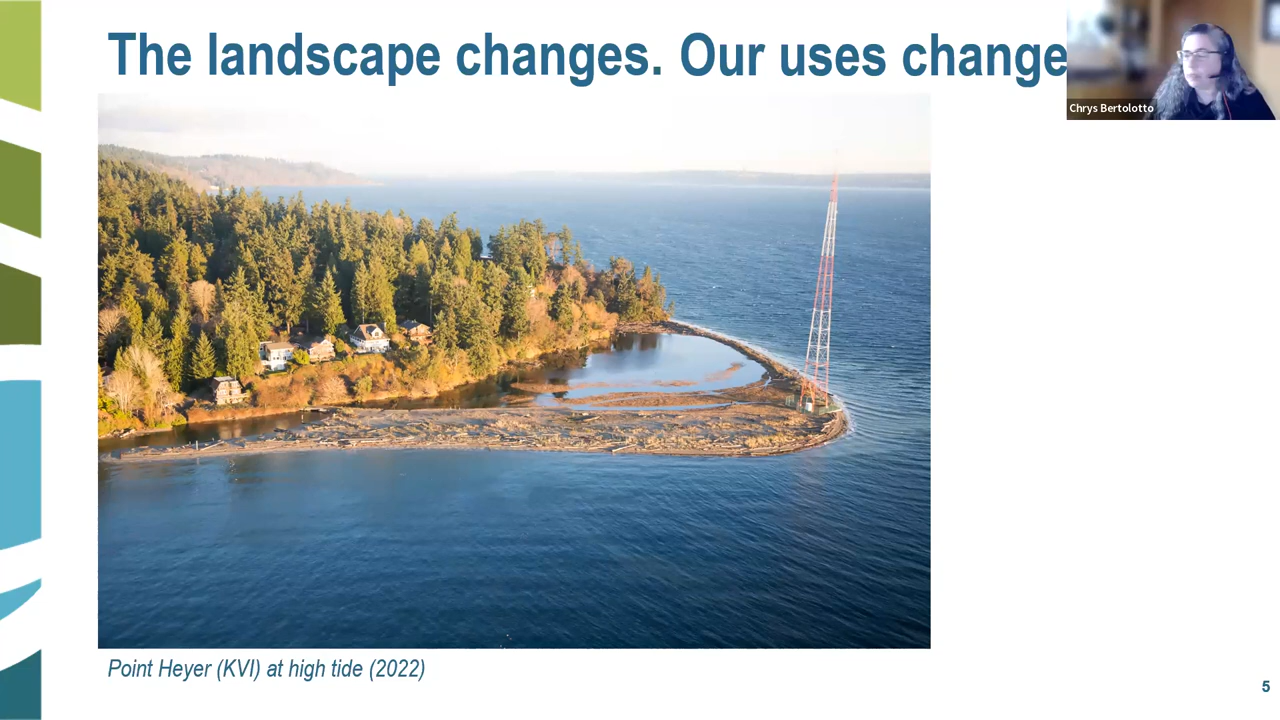 The landscape changes. Our uses change
Chrys Bertolotto
Point Heyer (KVI) at high tide (2022)
5